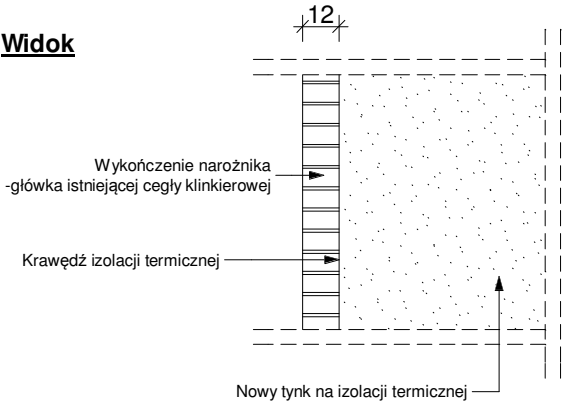 12
Widok
Wykończenie narożnika
-główka istniejącej cegły klinkierowej
Krawędź izolacji termicznej
Nowy tynk na izolacji termicznej